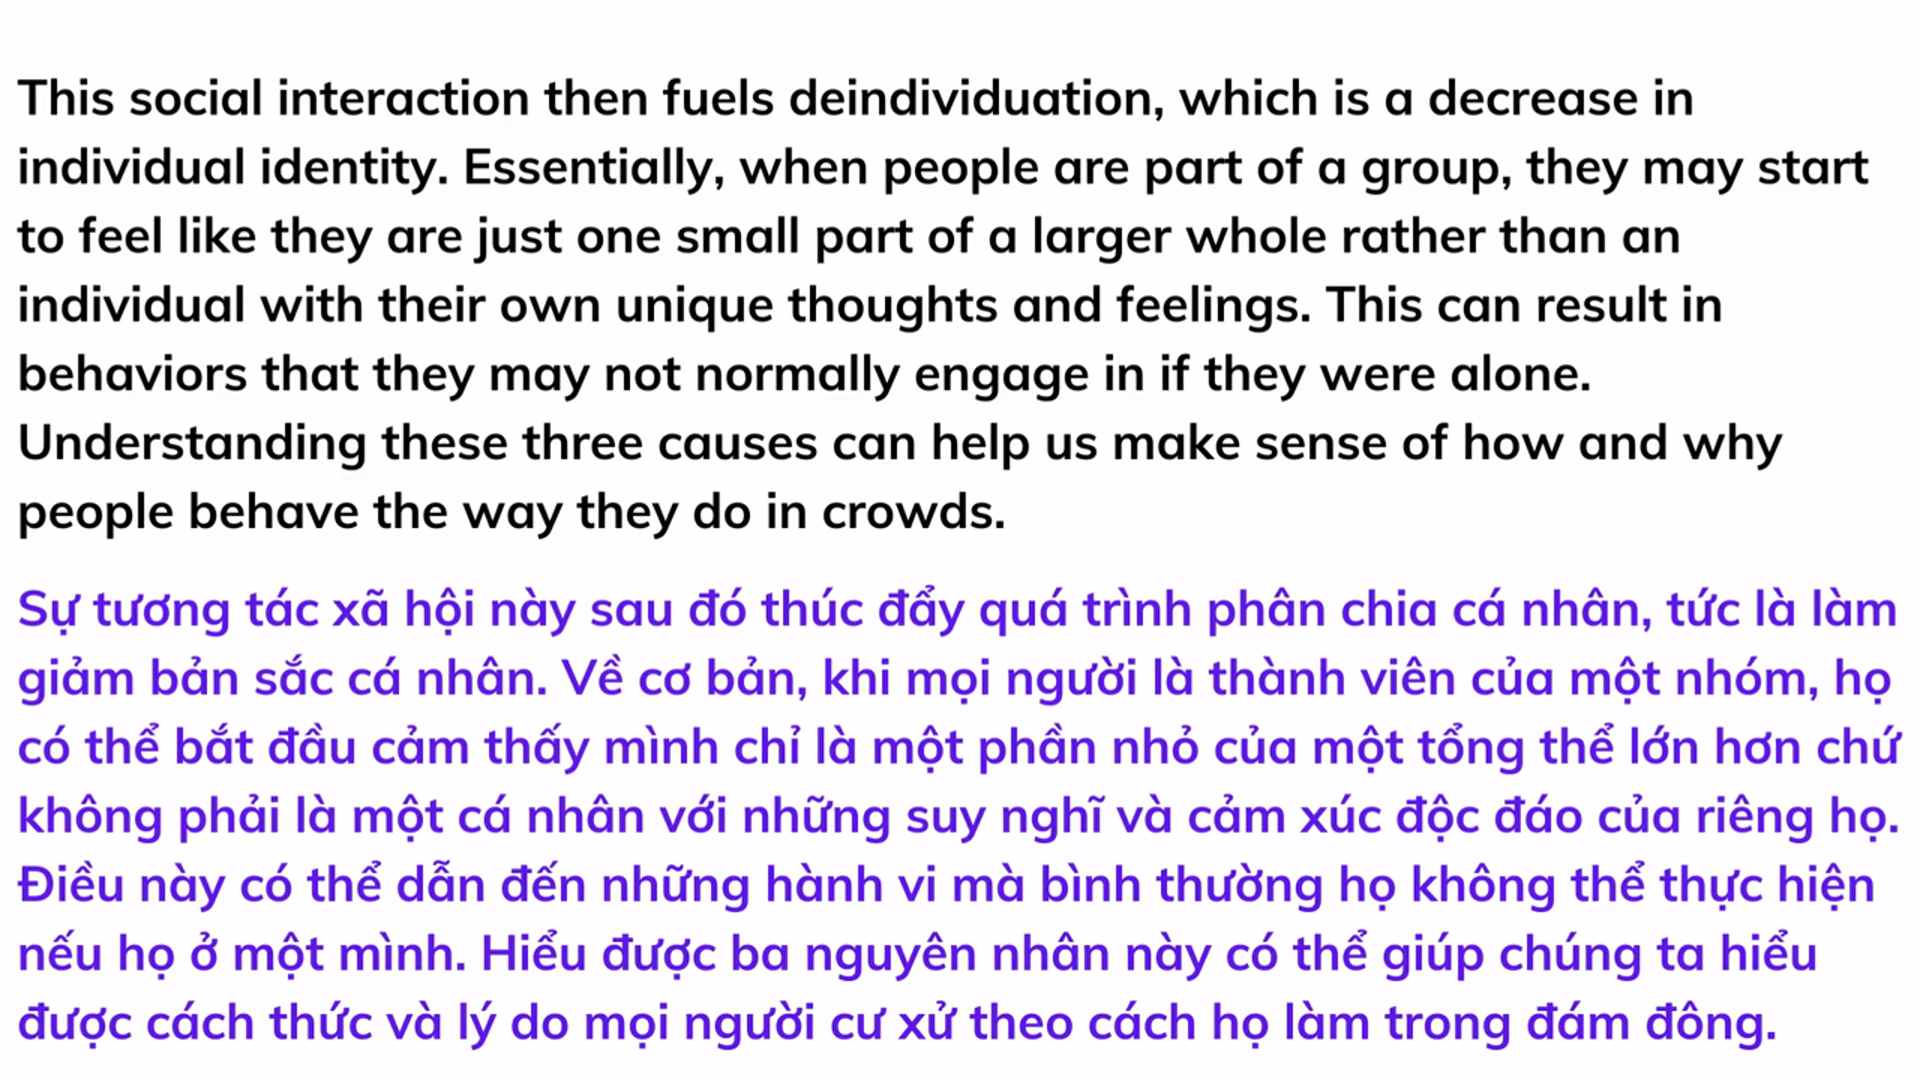 This social interaction then fuels deindividuation, which is a decrease in
individual identity. Essentially, when people are part of a group, they may start
to feel like they are just one small part of a larger whole rather than an
individual with their own unique thoughts and feelings. This can result in
behaviors that they may not normally engage in if they were alone.
Understanding these three causes can help us make sense of how and why
people behave the way they do in crowds.
Sự tương tác xã hội này sau đó thúc đẩy quá trình phân chia cá nhân, tức là làm
giảm bản sắc cá nhân. Về cơ bản, khi mọi người là thành viên của một nhóm, họ
có thể bắt đầu cảm thấy mình chỉ là một phần nhỏ của một tổng thể lớn hơn chứ
không phải là một cá nhân với những suy nghĩ và cảm xúc độc đáo của riêng họ.
Điều này có thể dẫn đến những hành vi mà bình thường họ không thể thực hiện
nếu họ ở một mình. Hiểu được ba nguyên nhân này có thể giúp chúng ta hiểu
được cách thức và lý do mọi người cư xử theo cách họ làm trong đám đông.